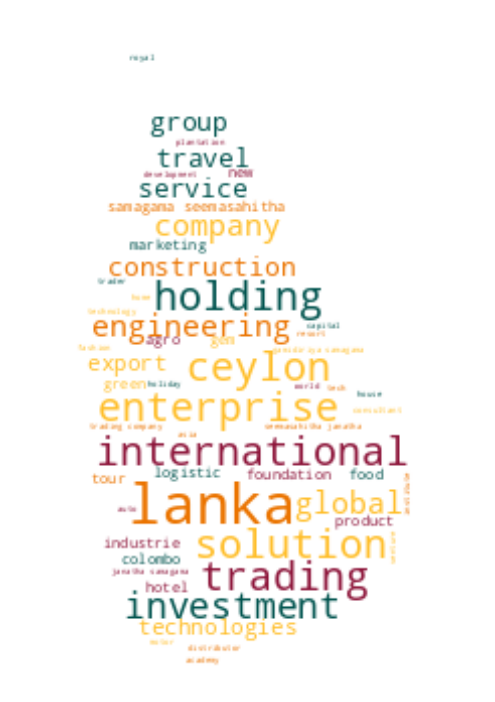 royal
group
plantation
travel
development new
service
samagama seemasahitha
company
marketing
construction
trader
holding
home
technology
engineering
capital
resort
agro gem
fashion
gandiriya samagama
export ceylon
green holiday
world tech
house
enterprise
consultant
trading company
seemasahitha janatha
asia
international
logistic foundation food
tour
institute
lanka global
auto
product
solution
venture
industrie
colombo
janatha samagama
trading
hotel
investment
technologies
motor
distributor
academy